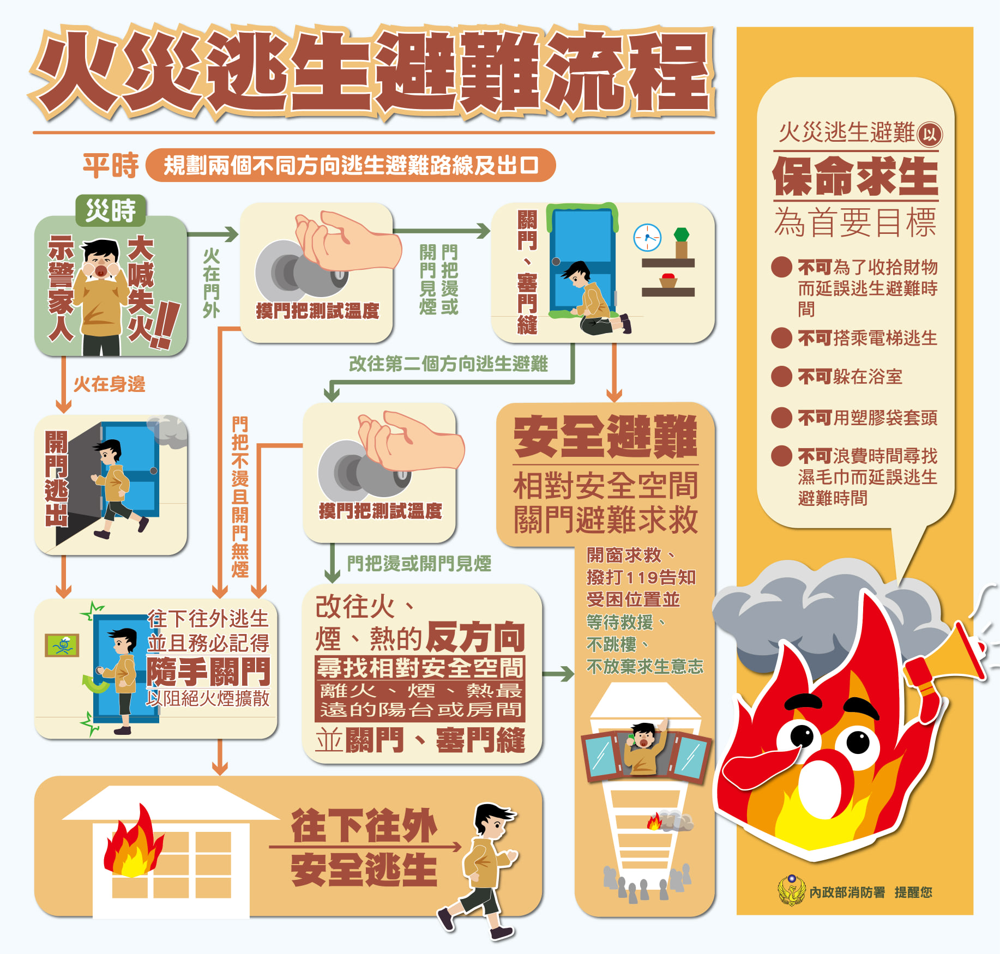 火災逃生避難流程
平時
規劃兩個不同方向逃生避難路線及出口
災時
大喊失火!!
示警家人
火在門外
摸門把測試溫度
門把燙或
開門見煙
關門、塞門縫
火在身邊
開門逃出
門把不燙且開門無煙
改往第二個方向逃生避難
摸門把測試溫度
門把燙或開門見煙
安全避難
相對安全空間
關門避難求救
開窗求救、
撥打119告知
受困位置並
等待救援、
不跳樓、
不放棄求生意志
往下往外逃生
並且務必記得
隨手關門
以阻絕火煙擴散
改往火、
煙、熱的反方向
尋找相對安全空間
離火、煙、熱最
遠的陽台或房間
並關門、塞門縫
往下往外
安全逃生
火災逃生避難以
保命求生
為首要目標
不可為了收拾財物
而延誤逃生避難時
間
不可搭乘電梯逃生
不可躲在浴室
不可用塑膠袋套頭
不可浪費時間尋找
濕毛巾而延誤逃生
避難時間
內政部消防署 提醒您